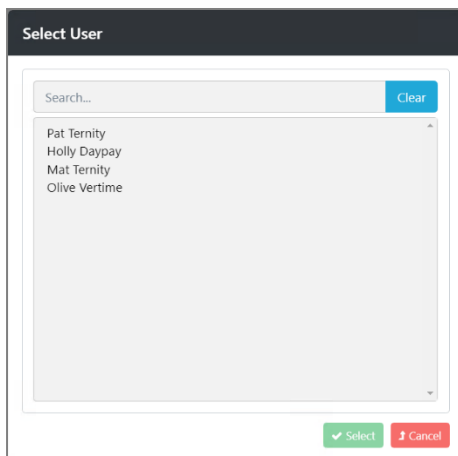 Select User
Search... Clear
Pat Ternity
Holly Daypay
Mat Ternity
Olive Vertime
Select Cancel